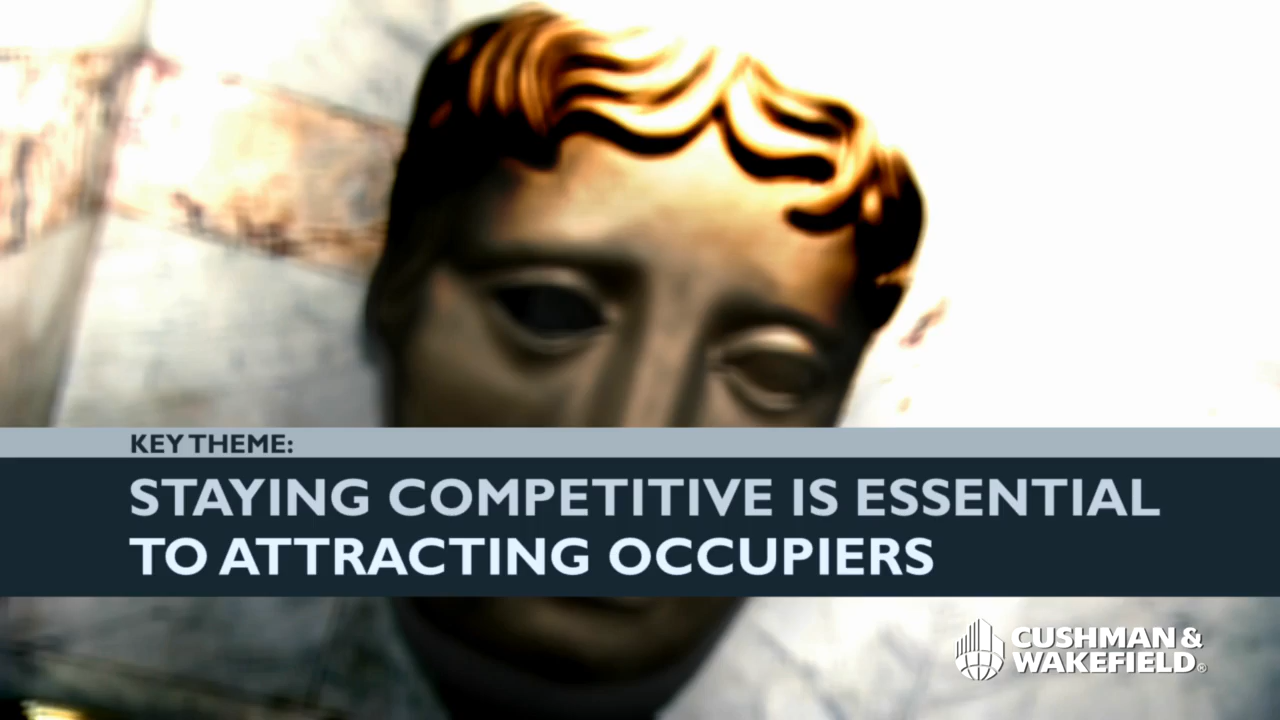 KEY THEME:
STAYING COMPETITIVE IS ESSENTIAL
TO ATTRACTING OCCUPIERS
CUSHMAN &
WAKEFIELD®